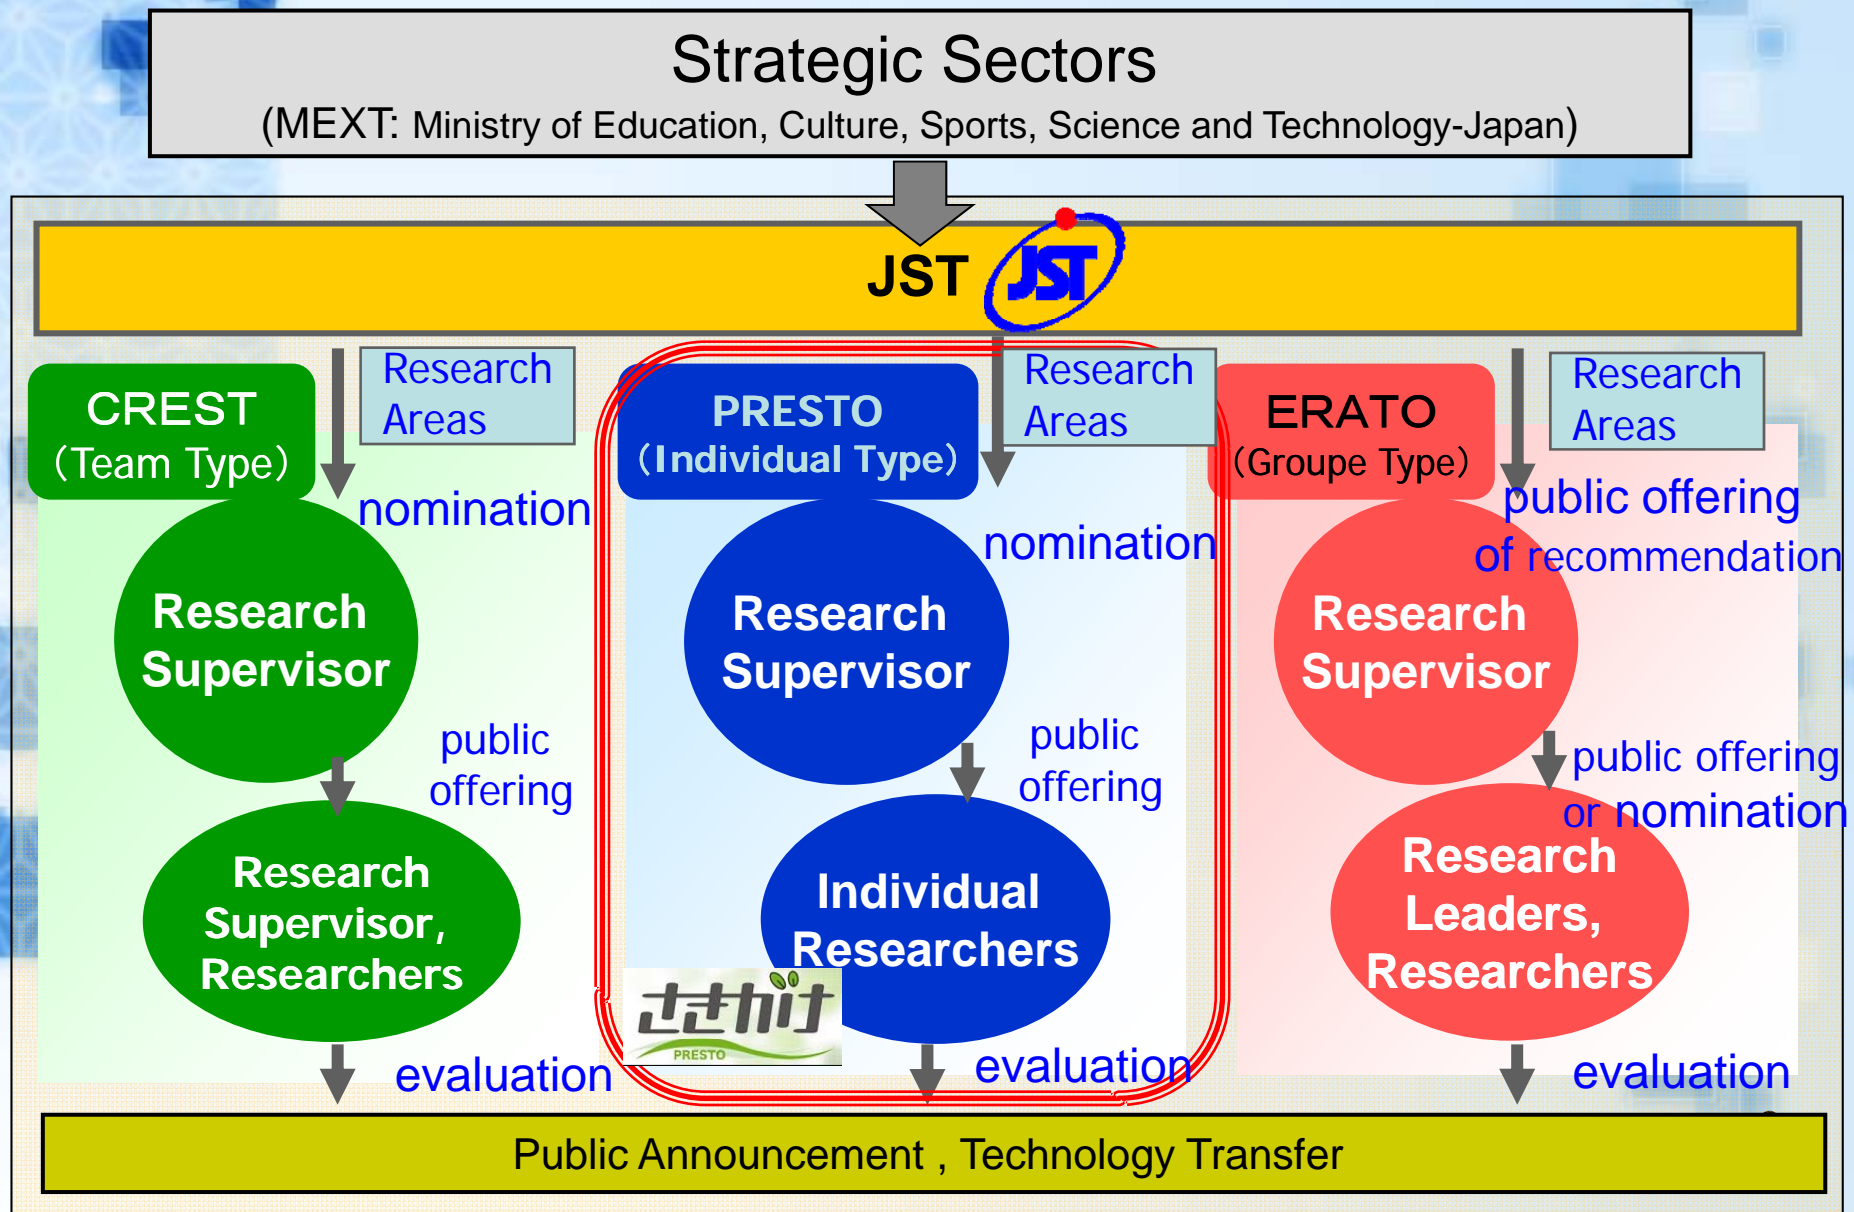 Strategic Sectors
(MEXT: Ministry of Education, Culture, Sports, Science and Technology-Japan)
JST
JST
CREST
（Team Type）
Research
Areas
nomination
Research
Supervisor
public
offering
Research
Supervisor,
Researchers
evaluation
PRESTO
（Individual Type）
Research
Areas
nomination
Research
Supervisor
public
offering
Individual
Researchers
さきがけ
PRESTO
evaluation
ERATO
（Groupe Type）
Research
Areas
public offering
of recommendation
Research
Supervisor
public offering
or nomination
Research
Leaders,
Researchers
evaluation
Public Announcement , Technology Transfer